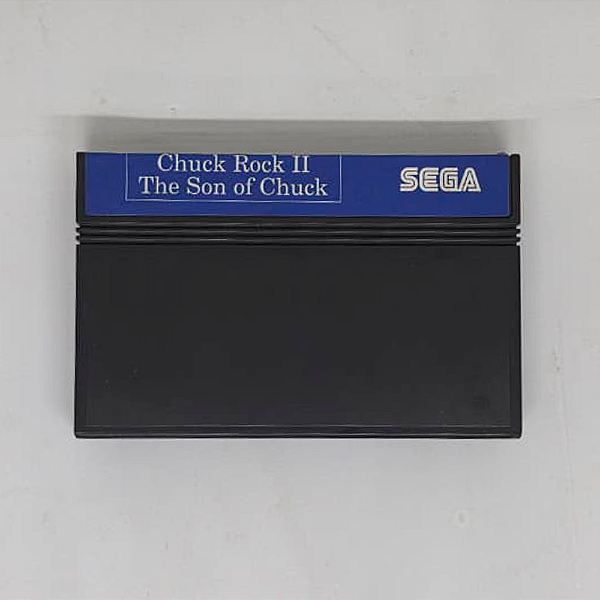 Chuck Rock II
The Son of Chuck
SEGA